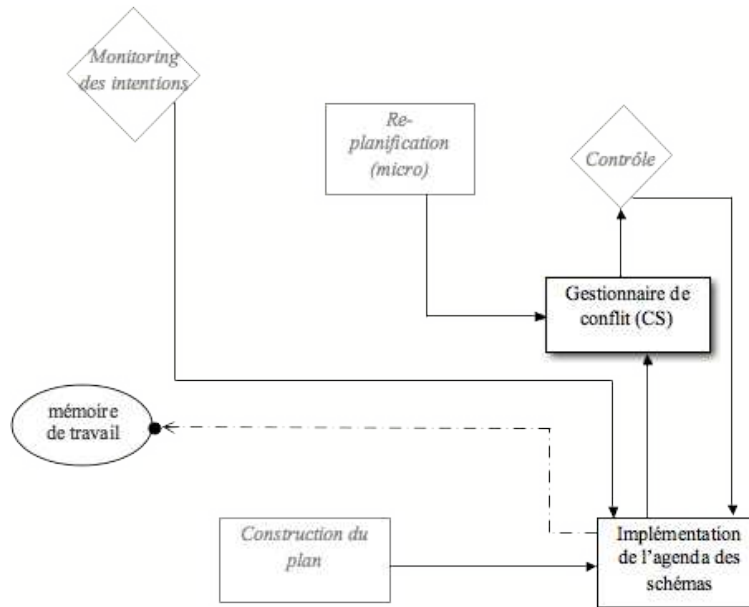 Monitoring
des intentions
Re-
planification
(micro)
Contrôle
Gestionnaire de
conflit (CS)
mémoire
de travail
Construction du
plan
Implémentation
de l'agenda des
schémas